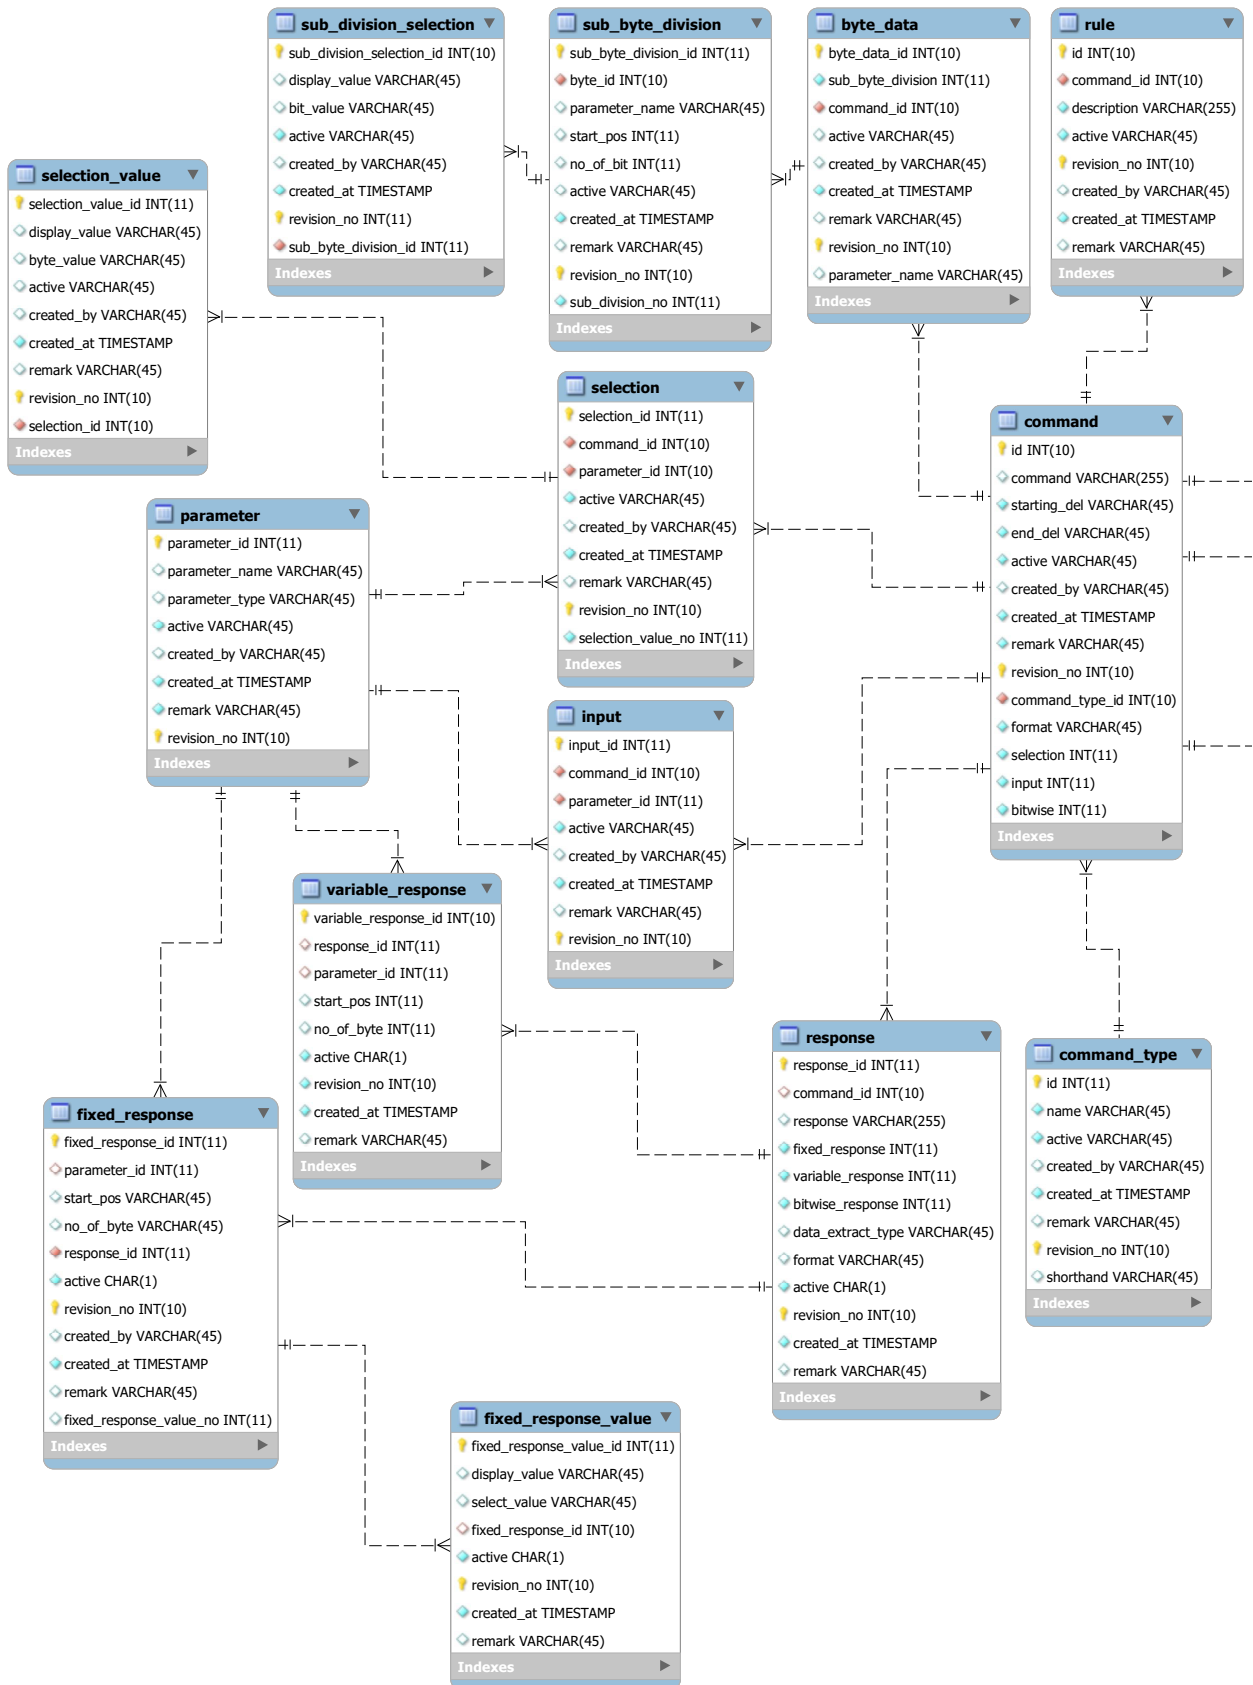 sub_division_selection
sub_division_selection_id INT(10)
display_value VARCHAR(45)
bit_value VARCHAR(45)
active VARCHAR(45)
created_by VARCHAR(45)
created_at TIMESTAMP
revision_no INT(11)
sub_byte_division_id INT(11)
Indexes
sub_byte_division
sub_byte_division_id INT(11)
byte_id INT(10)
parameter_name VARCHAR(45)
start_pos INT(11)
no_of_bit INT(11)
active VARCHAR(45)
created_at TIMESTAMP
remark VARCHAR(45)
revision_no INT(10)
sub_division_no INT(11)
Indexes
byte_data
byte_data_id INT(10)
sub_byte_division INT(11)
command_id INT(10)
active VARCHAR(45)
created_by VARCHAR(45)
created_at TIMESTAMP
remark VARCHAR(45)
revision_no INT(10)
parameter_name VARCHAR(45)
Indexes
rule
id INT(10)
command_id INT(10)
description VARCHAR(255)
active VARCHAR(45)
revision_no INT(10)
created_by VARCHAR(45)
created_at TIMESTAMP
remark VARCHAR(45)
Indexes
selection_value
selection_value_id INT(11)
display_value VARCHAR(45)
byte_value VARCHAR(45)
active VARCHAR(45)
created_by VARCHAR(45)
created_at TIMESTAMP
remark VARCHAR(45)
revision_no INT(10)
selection_id INT(10)
Indexes
selection
selection_id INT(11)
command_id INT(10)
parameter_id INT(10)
active VARCHAR(45)
created_by VARCHAR(45)
created_at TIMESTAMP
remark VARCHAR(45)
revision_no INT(10)
selection_value_no INT(11)
Indexes
command
id INT(10)
command VARCHAR(255)
starting_del VARCHAR(45)
end_del VARCHAR(45)
active VARCHAR(45)
created_by VARCHAR(45)
created_at TIMESTAMP
remark VARCHAR(45)
revision_no INT(10)
command_type_id INT(10)
format VARCHAR(45)
selection INT(11)
input INT(11)
bitwise INT(11)
Indexes
parameter
parameter_id INT(11)
parameter_name VARCHAR(45)
parameter_type VARCHAR(45)
active VARCHAR(45)
created_by VARCHAR(45)
created_at TIMESTAMP
remark VARCHAR(45)
revision_no INT(10)
Indexes
input
input_id INT(11)
command_id INT(10)
parameter_id INT(11)
active VARCHAR(45)
created_by VARCHAR(45)
created_at TIMESTAMP
remark VARCHAR(45)
revision_no INT(10)
Indexes
variable_response
variable_response_id INT(10)
response_id INT(11)
parameter_id INT(11)
start_pos INT(11)
no_of_byte INT(11)
active CHAR(1)
revision_no INT(10)
created_at TIMESTAMP
remark VARCHAR(45)
Indexes
response
response_id INT(11)
command_id INT(10)
response VARCHAR(255)
fixed_response INT(11)
variable_response INT(11)
bitwise_response INT(11)
data_extract_type VARCHAR(45)
format VARCHAR(45)
active CHAR(1)
revision_no INT(10)
created_at TIMESTAMP
remark VARCHAR(45)
Indexes
command_type
id INT(11)
name VARCHAR(45)
active VARCHAR(45)
created_by VARCHAR(45)
created_at TIMESTAMP
remark VARCHAR(45)
revision_no INT(10)
shorthand VARCHAR(45)
Indexes
fixed_response
fixed_response_id INT(11)
parameter_id INT(11)
start_pos VARCHAR(45)
no_of_byte VARCHAR(45)
response_id INT(11)
active CHAR(1)
revision_no INT(10)
created_by VARCHAR(45)
created_at TIMESTAMP
remark VARCHAR(45)
fixed_response_value_no INT(11)
Indexes
fixed_response_value
fixed_response_value_id INT(11)
display_value VARCHAR(45)
select_value VARCHAR(45)
fixed_response_id INT(10)
active CHAR(1)
revision_no INT(10)
created_at TIMESTAMP
remark VARCHAR(45)
Indexes